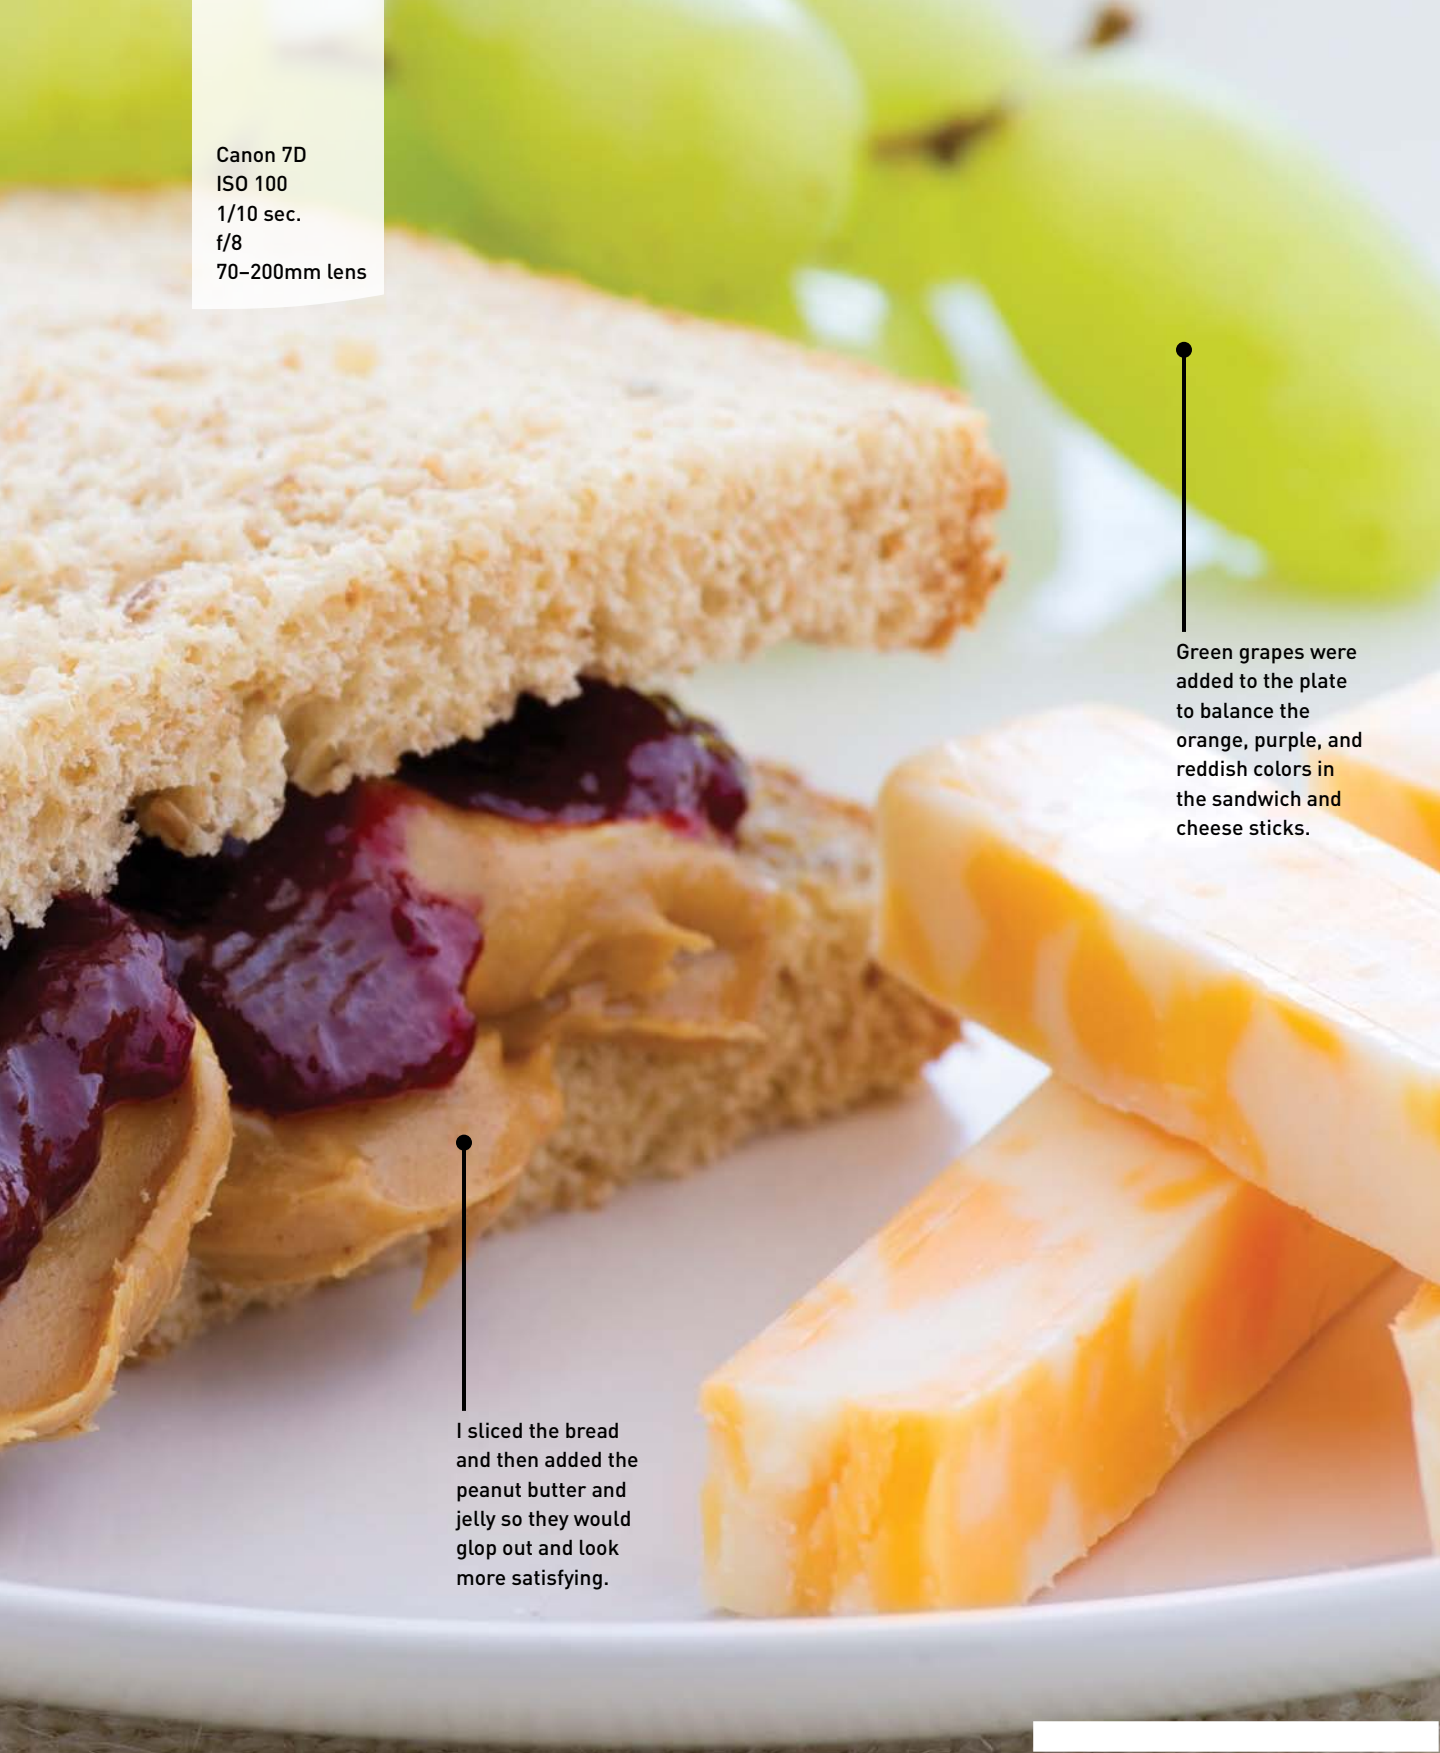 Canon 7D
ISO 100
1/10 sec.
f/8
70–200mm lens
Green grapes were
added to the plate
to balance the
orange, purple, and
reddish colors in
the sandwich and
cheese sticks.
I sliced the bread
and then added the
peanut butter and
jelly so they would
glop out and look
more satisfying.